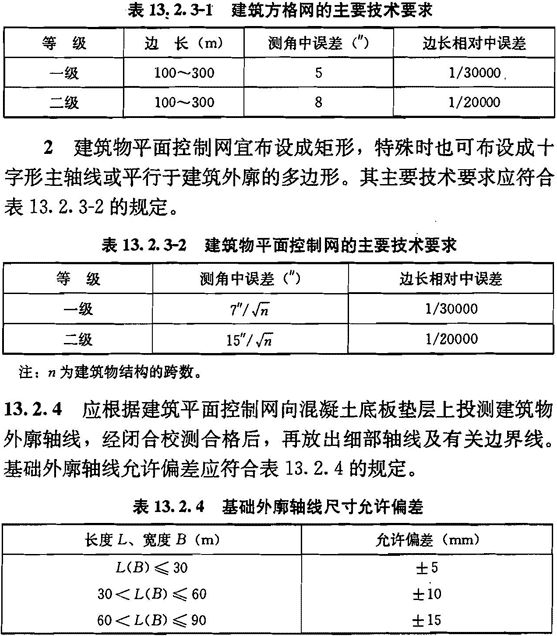 表 13.2.3-1 建筑方格网的主要技术要求
等 级 边 长（m） 测角中误差（″） 边长相对中误差
一级 100～300 5 1/30000
二级 100～300 8 1/20000
2 建筑物平面控制网宜布设成矩形，特殊时也可布设成十
字形主轴线或平行于建筑外廓的多边形。其主要技术要求应符合
表 13.2.3-2 的规定。
表 13.2.3-2 建筑物平面控制网的主要技术要求
等 级 测角中误差（″） 边长相对中误差
一级 7″/√n 1/30000
二级 15″/√n 1/20000
注：n 为建筑物结构的跨数。
13.2.4 应根据建筑平面控制网向混凝土底板垫层上投测建筑物
外廓轴线，经闭合校测合格后，再放出细部轴线及有关边界线。
基础外廓轴线允许偏差应符合表 13.2.4 的规定。
表 13.2.4 基础外廓轴线尺寸允许偏差
长度 L、宽度 B（m） 允许偏差（mm）
L(B)≤30 ±5
30＜L(B)≤60 ±10
60＜L(B)≤90 ±15